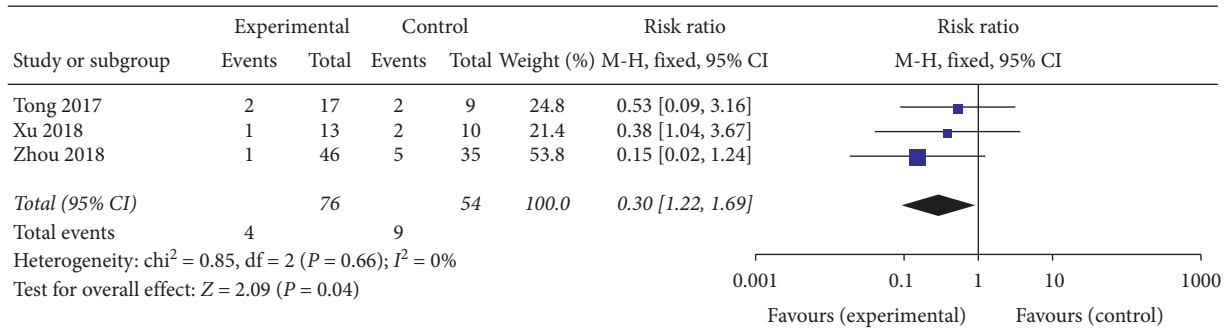 Experimental Control Risk ratio Risk ratio
Study or subgroup Events Total Events Total Weight (%) M-H, fixed, 95% CI M-H, fixed, 95% CI
Tong 2017 2 17 2 9 24.8 0.53 [0.09, 3.16]
Xu 2018 1 13 2 10 21.4 0.38 [1.04, 3.67]
Zhou 2018 1 46 5 35 53.8 0.15 [0.02, 1.24]
Total (95% CI) 76 54 100.0 0.30 [1.22, 1.69]
Total events 4 9
Heterogeneity: chi² = 0.85, df = 2 (P = 0.66); I² = 0%
Test for overall effect: Z = 2.09 (P = 0.04)
0.001 0.1 1 10 1000
Favours (experimental) Favours (control)